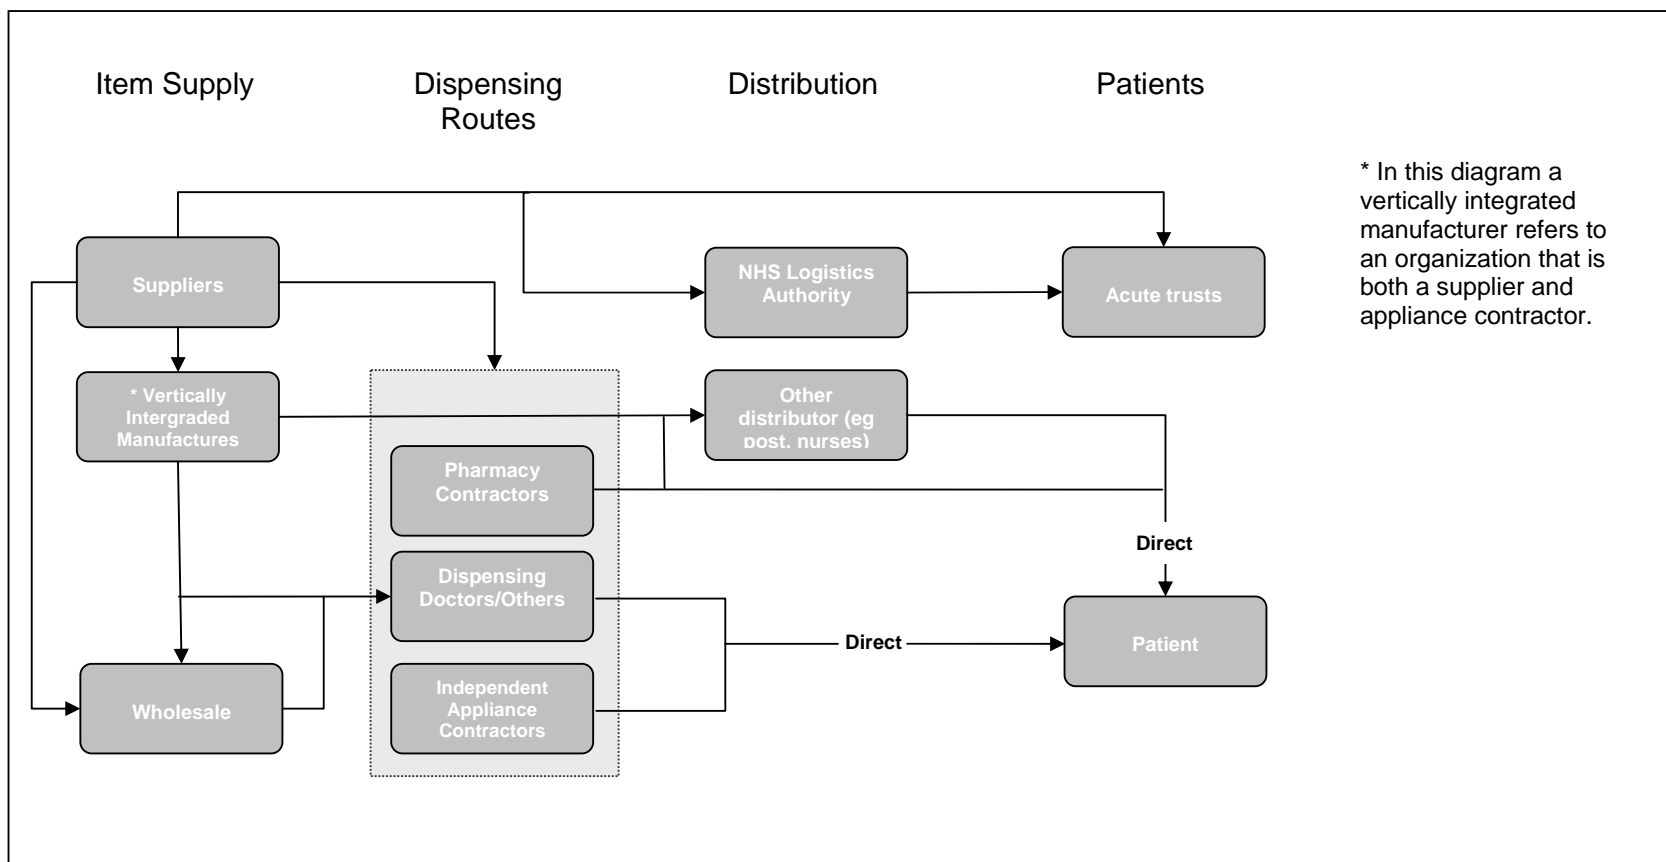 Item Supply
Dispensing
Routes
Distribution
Patients
* In this diagram a
vertically integrated
manufacturer refers to
an organization that is
both a supplier and
appliance contractor.
Suppliers
NHS Logistics
Authority
Acute trusts
* Vertically
Intergraded
Manufactures
Other
distributor (eg
post, nurses)
Pharmacy
Contractors
Direct
Dispensing
Doctors/Others
Direct
Patient
Wholesale
Independent
Appliance
Contractors